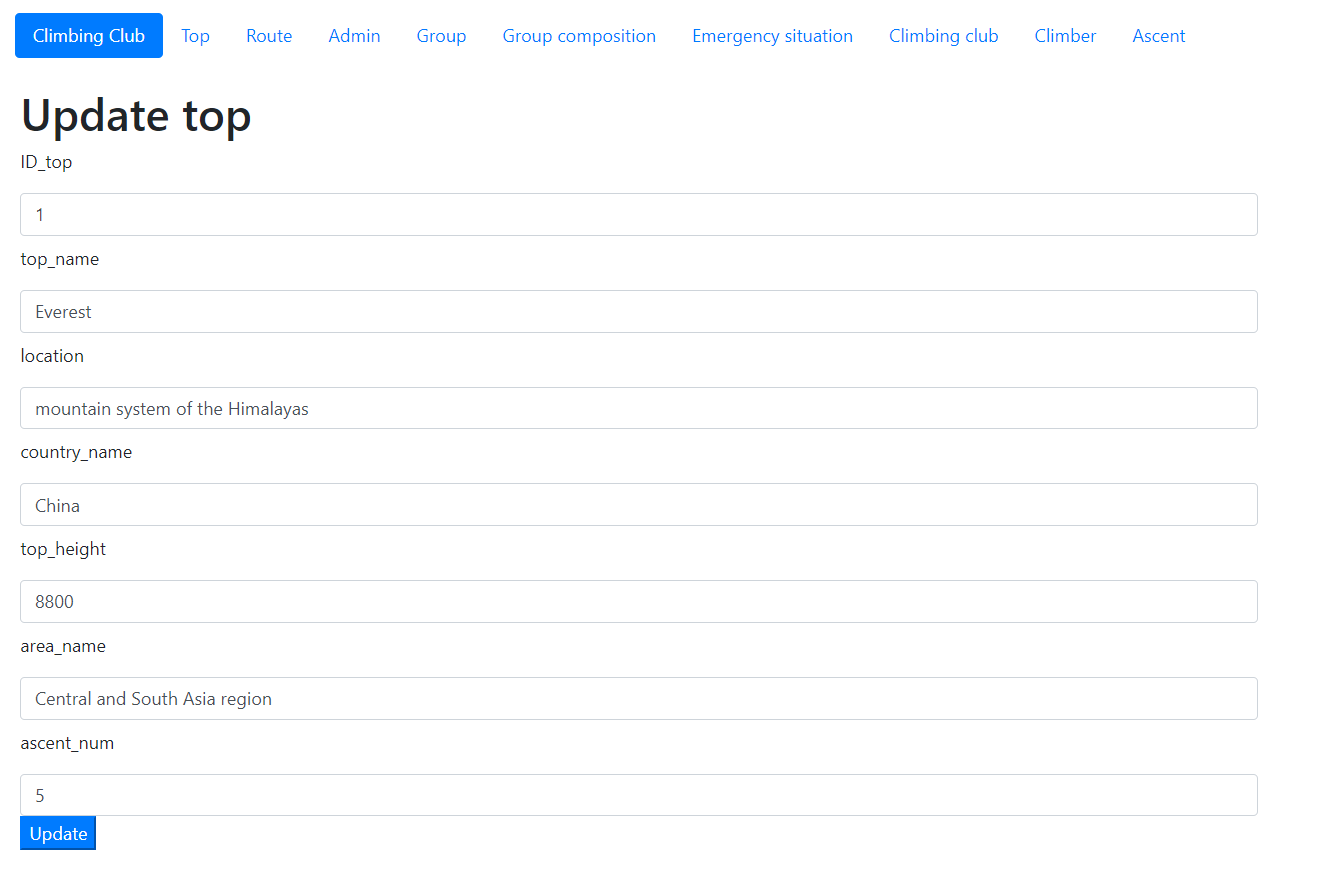 Climbing Club Top Route Admin Group Group composition Emergency situation Climbing club Climber Ascent
Update top
ID_top
1
top_name
Everest
location
mountain system of the Himalayas
country_name
China
top_height
8800
area_name
Central and South Asia region
ascent_num
5
Update